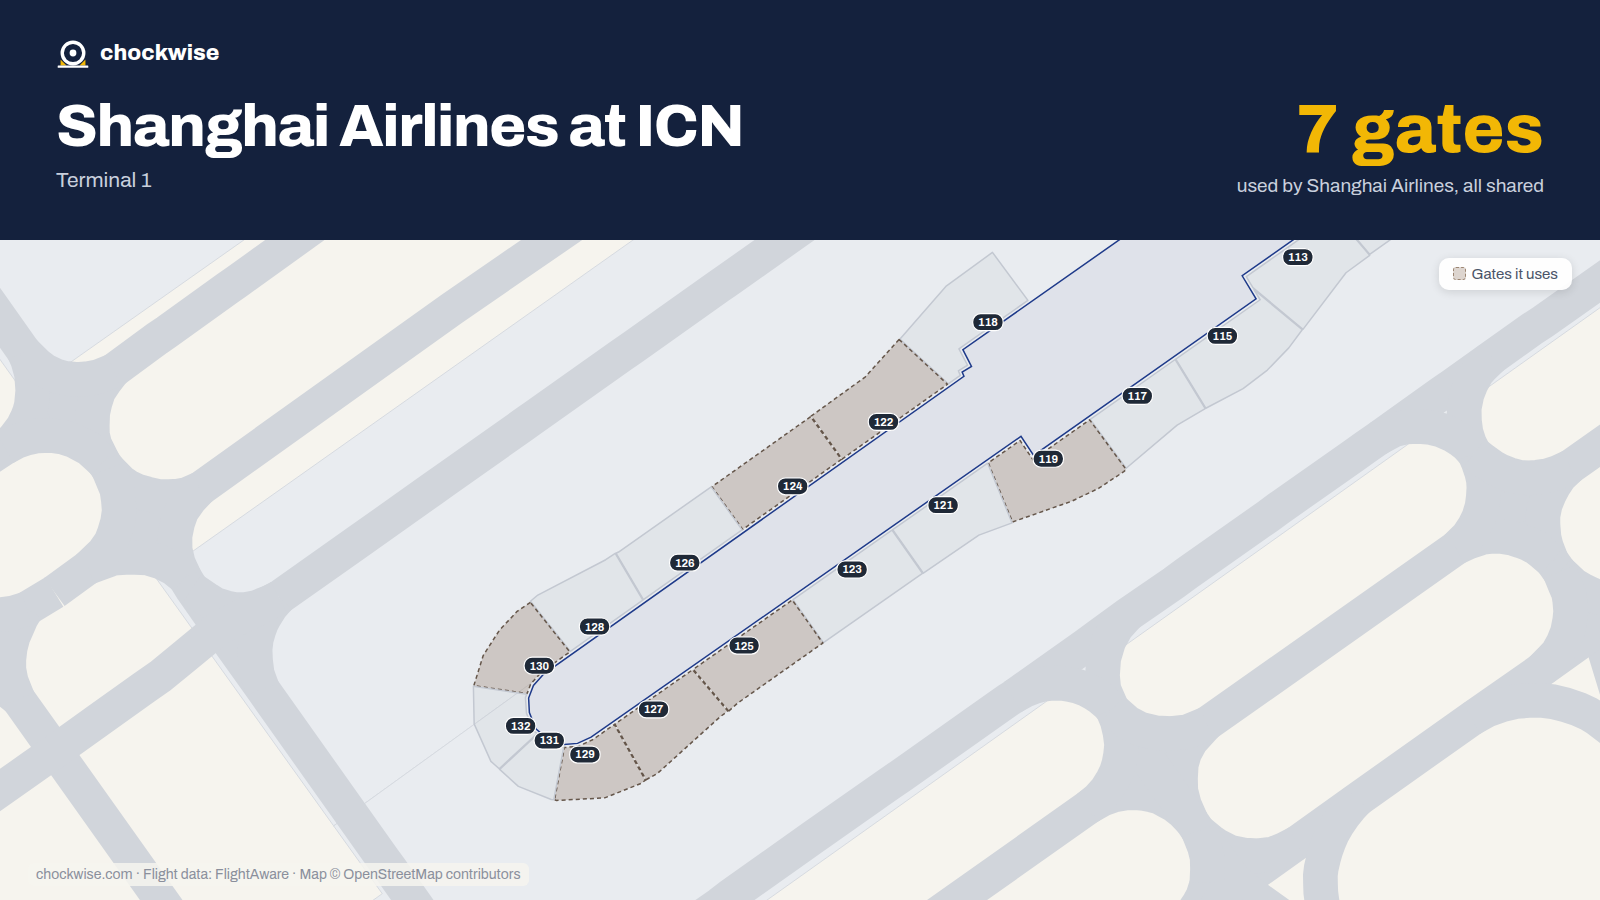 chockwise
Shanghai Airlines at ICN
Terminal 1
7 gates
used by Shanghai Airlines, all shared
Gates it uses
113
118
115
117
122
119
124
121
126
123
128
125
130
127
132
131
129
chockwise.com · Flight data: FlightAware · Map © OpenStreetMap contributors